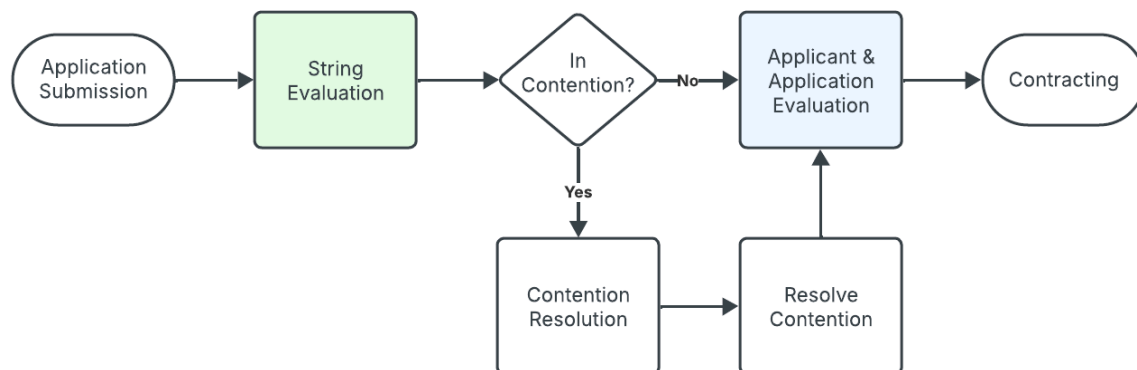 Application
Submission
String
Evaluation
In
Contention?
No
Applicant &
Application
Evaluation
Contracting
Yes
Contention
Resolution
Resolve
Contention